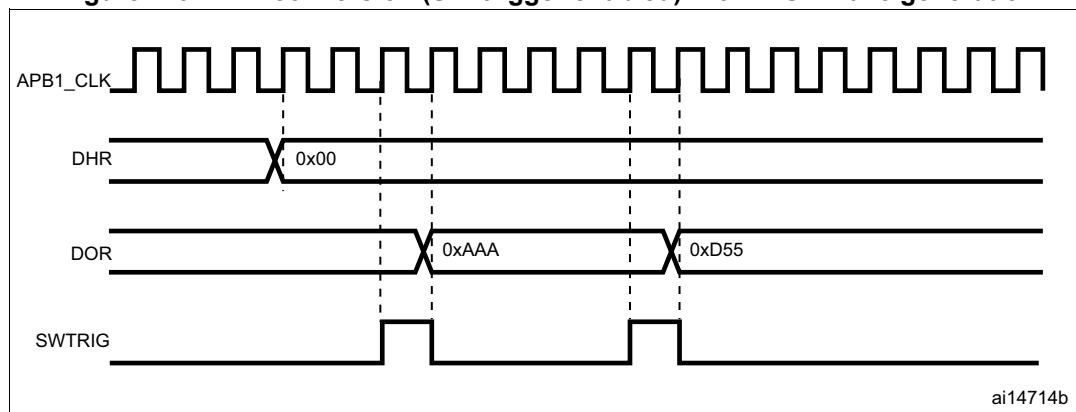 APB1_CLK
DHR
0x00
DOR
0xAAA
0xD55
SWTRIG
ai14714b